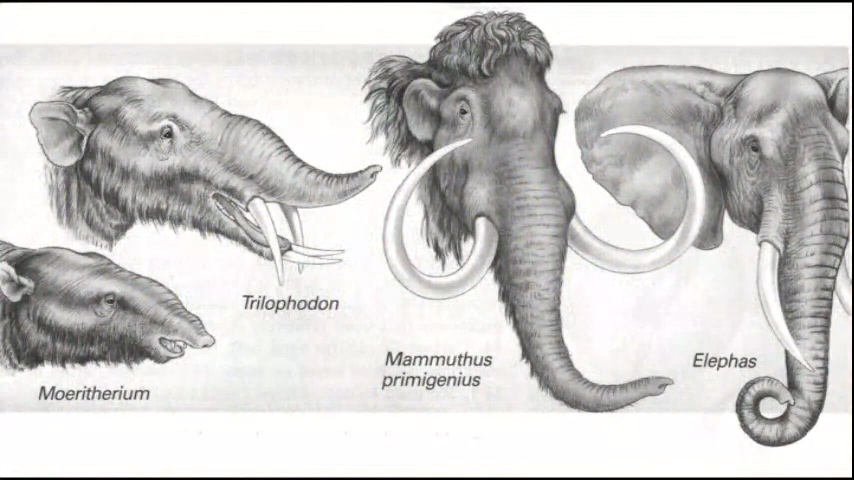 Trilophodon
Moeritherium
Mammuthus
primigenius
Elephas